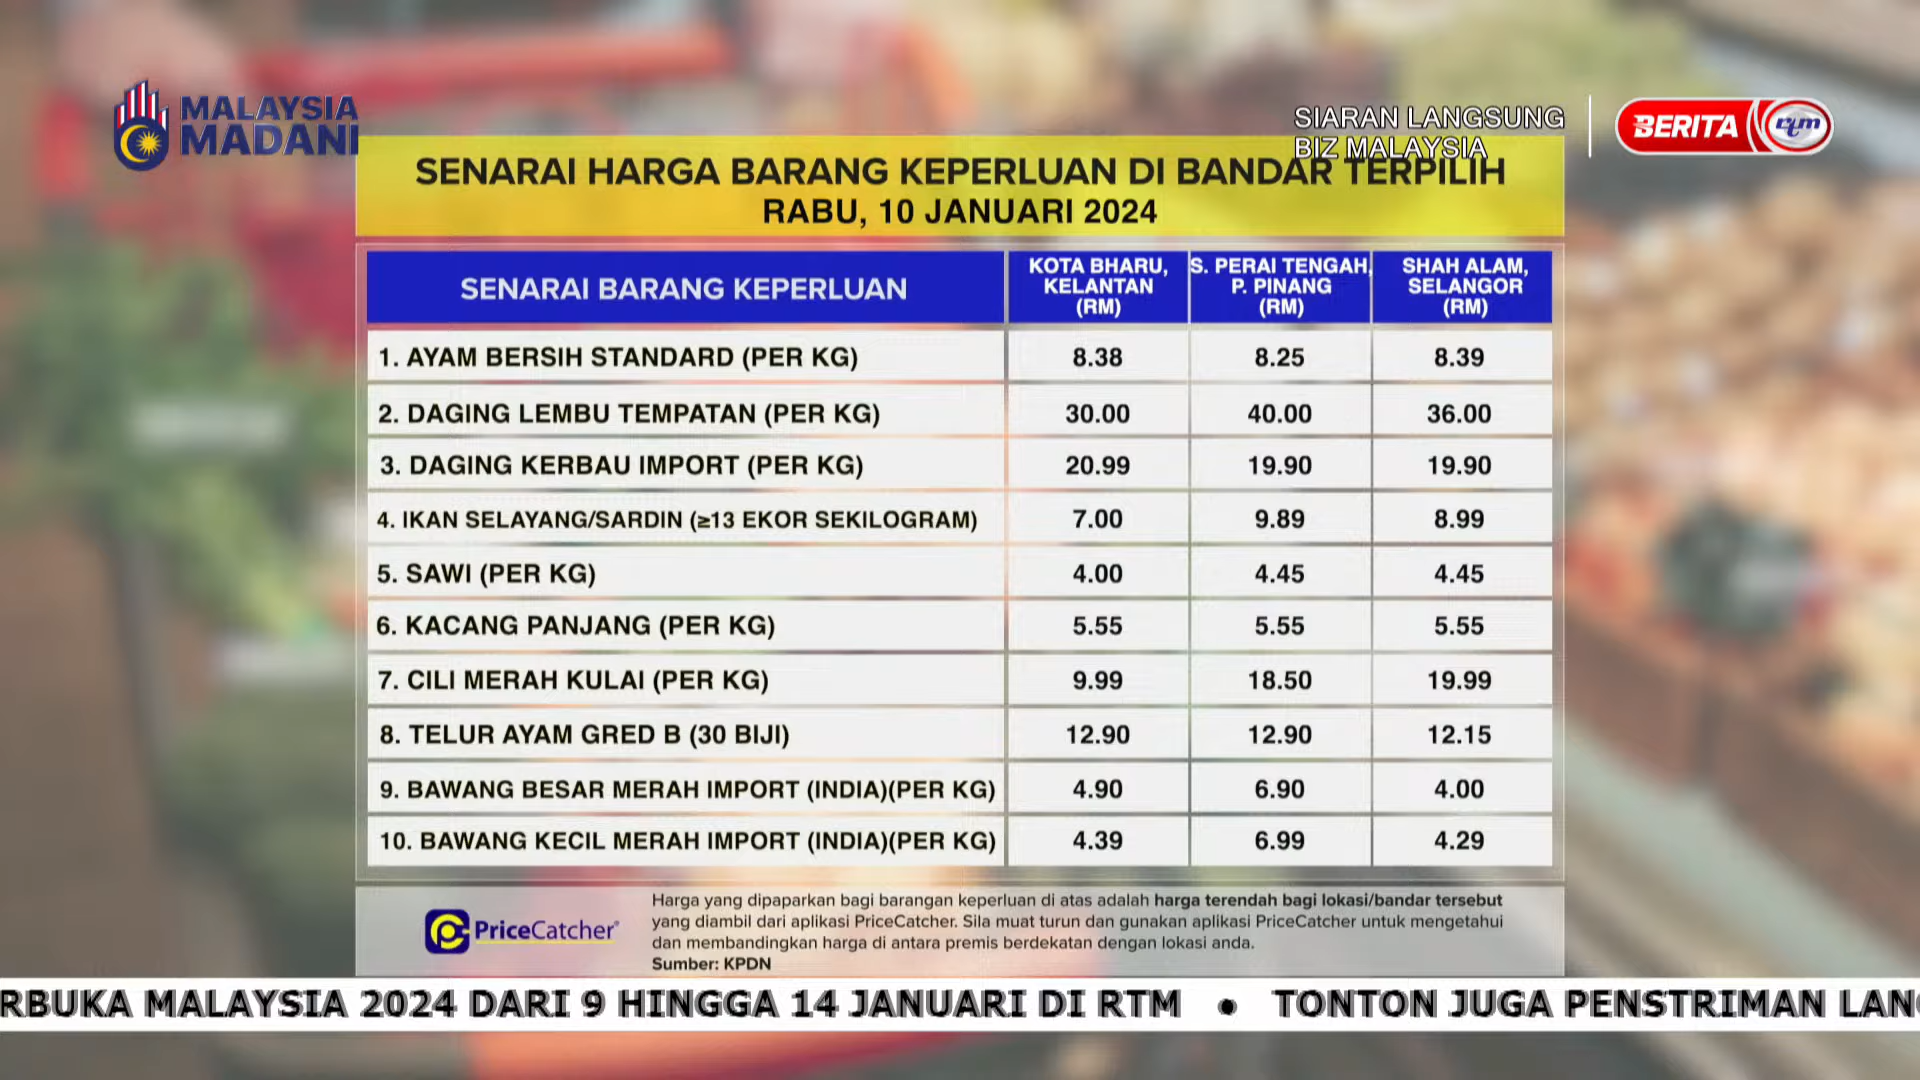 MALAYSIA
MADANI
SIARAN LANGSUNG
BIZ MALAYSIA
BERITA rtm
SENARAI HARGA BARANG KEPERLUAN DI BANDAR TERPILIH
RABU, 10 JANUARI 2024
SENARAI BARANG KEPERLUAN
KOTA BHARU,
KELANTAN
(RM)
S. PERAI TENGAH,
P. PINANG
(RM)
SHAH ALAM,
SELANGOR
(RM)
1. AYAM BERSIH STANDARD (PER KG) 8.38 8.25 8.39
2. DAGING LEMBU TEMPATAN (PER KG) 30.00 40.00 36.00
3. DAGING KERBAU IMPORT (PER KG) 20.99 19.90 19.90
4. IKAN SELAYANG/SARDIN (≥13 EKOR SEKILOGRAM) 7.00 9.89 8.99
5. SAWI (PER KG) 4.00 4.45 4.45
6. KACANG PANJANG (PER KG) 5.55 5.55 5.55
7. CILI MERAH KULAI (PER KG) 9.99 18.50 19.99
8. TELUR AYAM GRED B (30 BIJI) 12.90 12.90 12.15
9. BAWANG BESAR MERAH IMPORT (INDIA)(PER KG) 4.90 6.90 4.00
10. BAWANG KECIL MERAH IMPORT (INDIA)(PER KG) 4.39 6.99 4.29
PriceCatcher
Harga yang dipaparkan bagi barangan keperluan di atas adalah harga terendah bagi lokasi/bandar tersebut
yang diambil dari aplikasi PriceCatcher. Sila muat turun dan gunakan aplikasi PriceCatcher untuk mengetahui
dan membandingkan harga di antara premis berdekatan dengan lokasi anda.
Sumber: KPDN
RBUKA MALAYSIA 2024 DARI 9 HINGGA 14 JANUARI DI RTM • TONTON JUGA PENSTRIMAN LANG